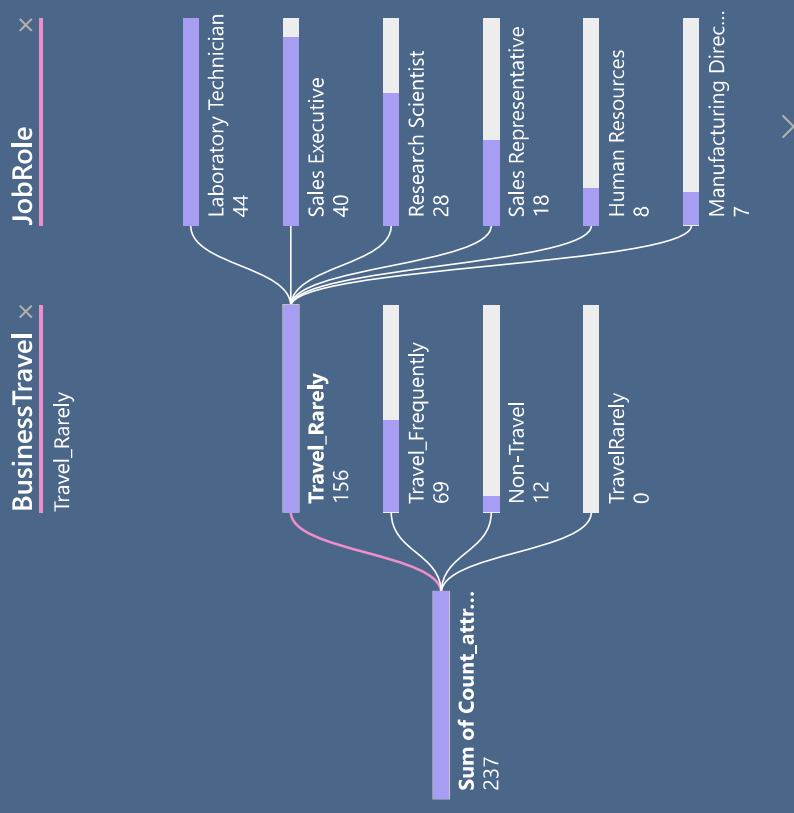 BusinessTravel
Travel_Rarely
JobRole
Sum of Count_attr...
237
Travel_Rarely
156
Travel_Frequently
69
Non-Travel
12
TravelRarely
0
Laboratory Technician
44
Sales Executive
40
Research Scientist
28
Sales Representative
18
Human Resources
8
Manufacturing Direc...
7